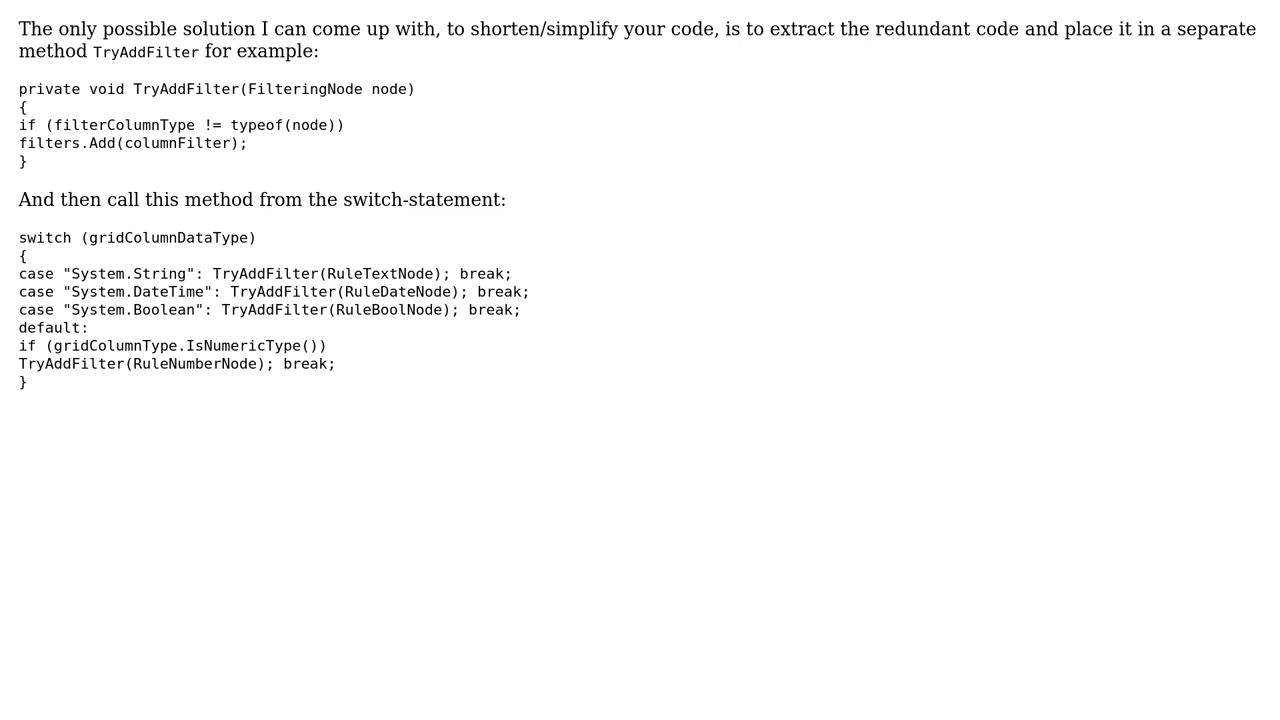 The only possible solution I can come up with, to shorten/simplify your code, is to extract the redundant code and place it in a separate
method TryAddFilter for example:
private void TryAddFilter(FilteringNode node)
{
if (filterColumnType != typeof(node))
filters.Add(columnFilter);
}
And then call this method from the switch-statement:
switch (gridColumnDataType)
{
case "System.String": TryAddFilter(RuleTextNode); break;
case "System.DateTime": TryAddFilter(RuleDateNode); break;
case "System.Boolean": TryAddFilter(RuleBoolNode); break;
default:
if (gridColumnType.IsNumericType())
TryAddFilter(RuleNumberNode); break;
}